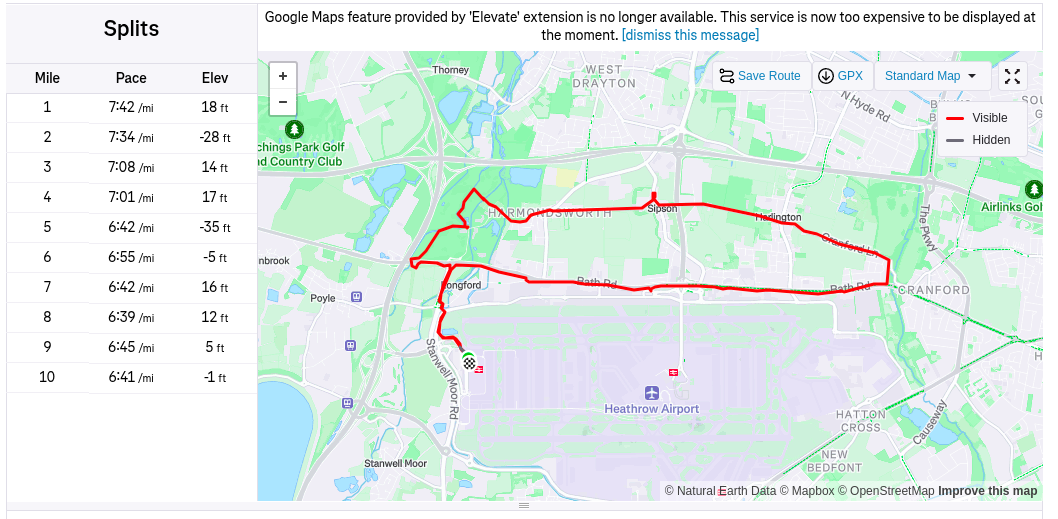 Splits
Mile Pace Elev
1 7:42 /mi 18 ft
2 7:34 /mi -28 ft
3 7:08 /mi 14 ft
4 7:01 /mi 17 ft
5 6:42 /mi -35 ft
6 6:55 /mi -5 ft
7 6:42 /mi 16 ft
8 6:39 /mi 12 ft
9 6:45 /mi 5 ft
10 6:41 /mi -1 ft
Google Maps feature provided by 'Elevate' extension is no longer available. This service is now too expensive to be displayed at
the moment. [dismiss this message]
+
−
Save Route
GPX
Standard Map
Visible
Hidden
Thorney
WEST
DRAYTON
N Hyde Rd
chings Park Golf
nd Country Club
Airlinks Gol
HARMONDSWORTH
Sipson
Harlington
Cranford Ln
The Pkwy
nbrook
Longford
Bath Rd
Bath Rd
CRANFORD
Poyle
Stanwell Moor Rd
Heathrow Airport
HATTON
CROSS
Causeway
NEW
BEDFONT
Stanwell Moor
© Natural Earth Data © Mapbox © OpenStreetMap Improve this map